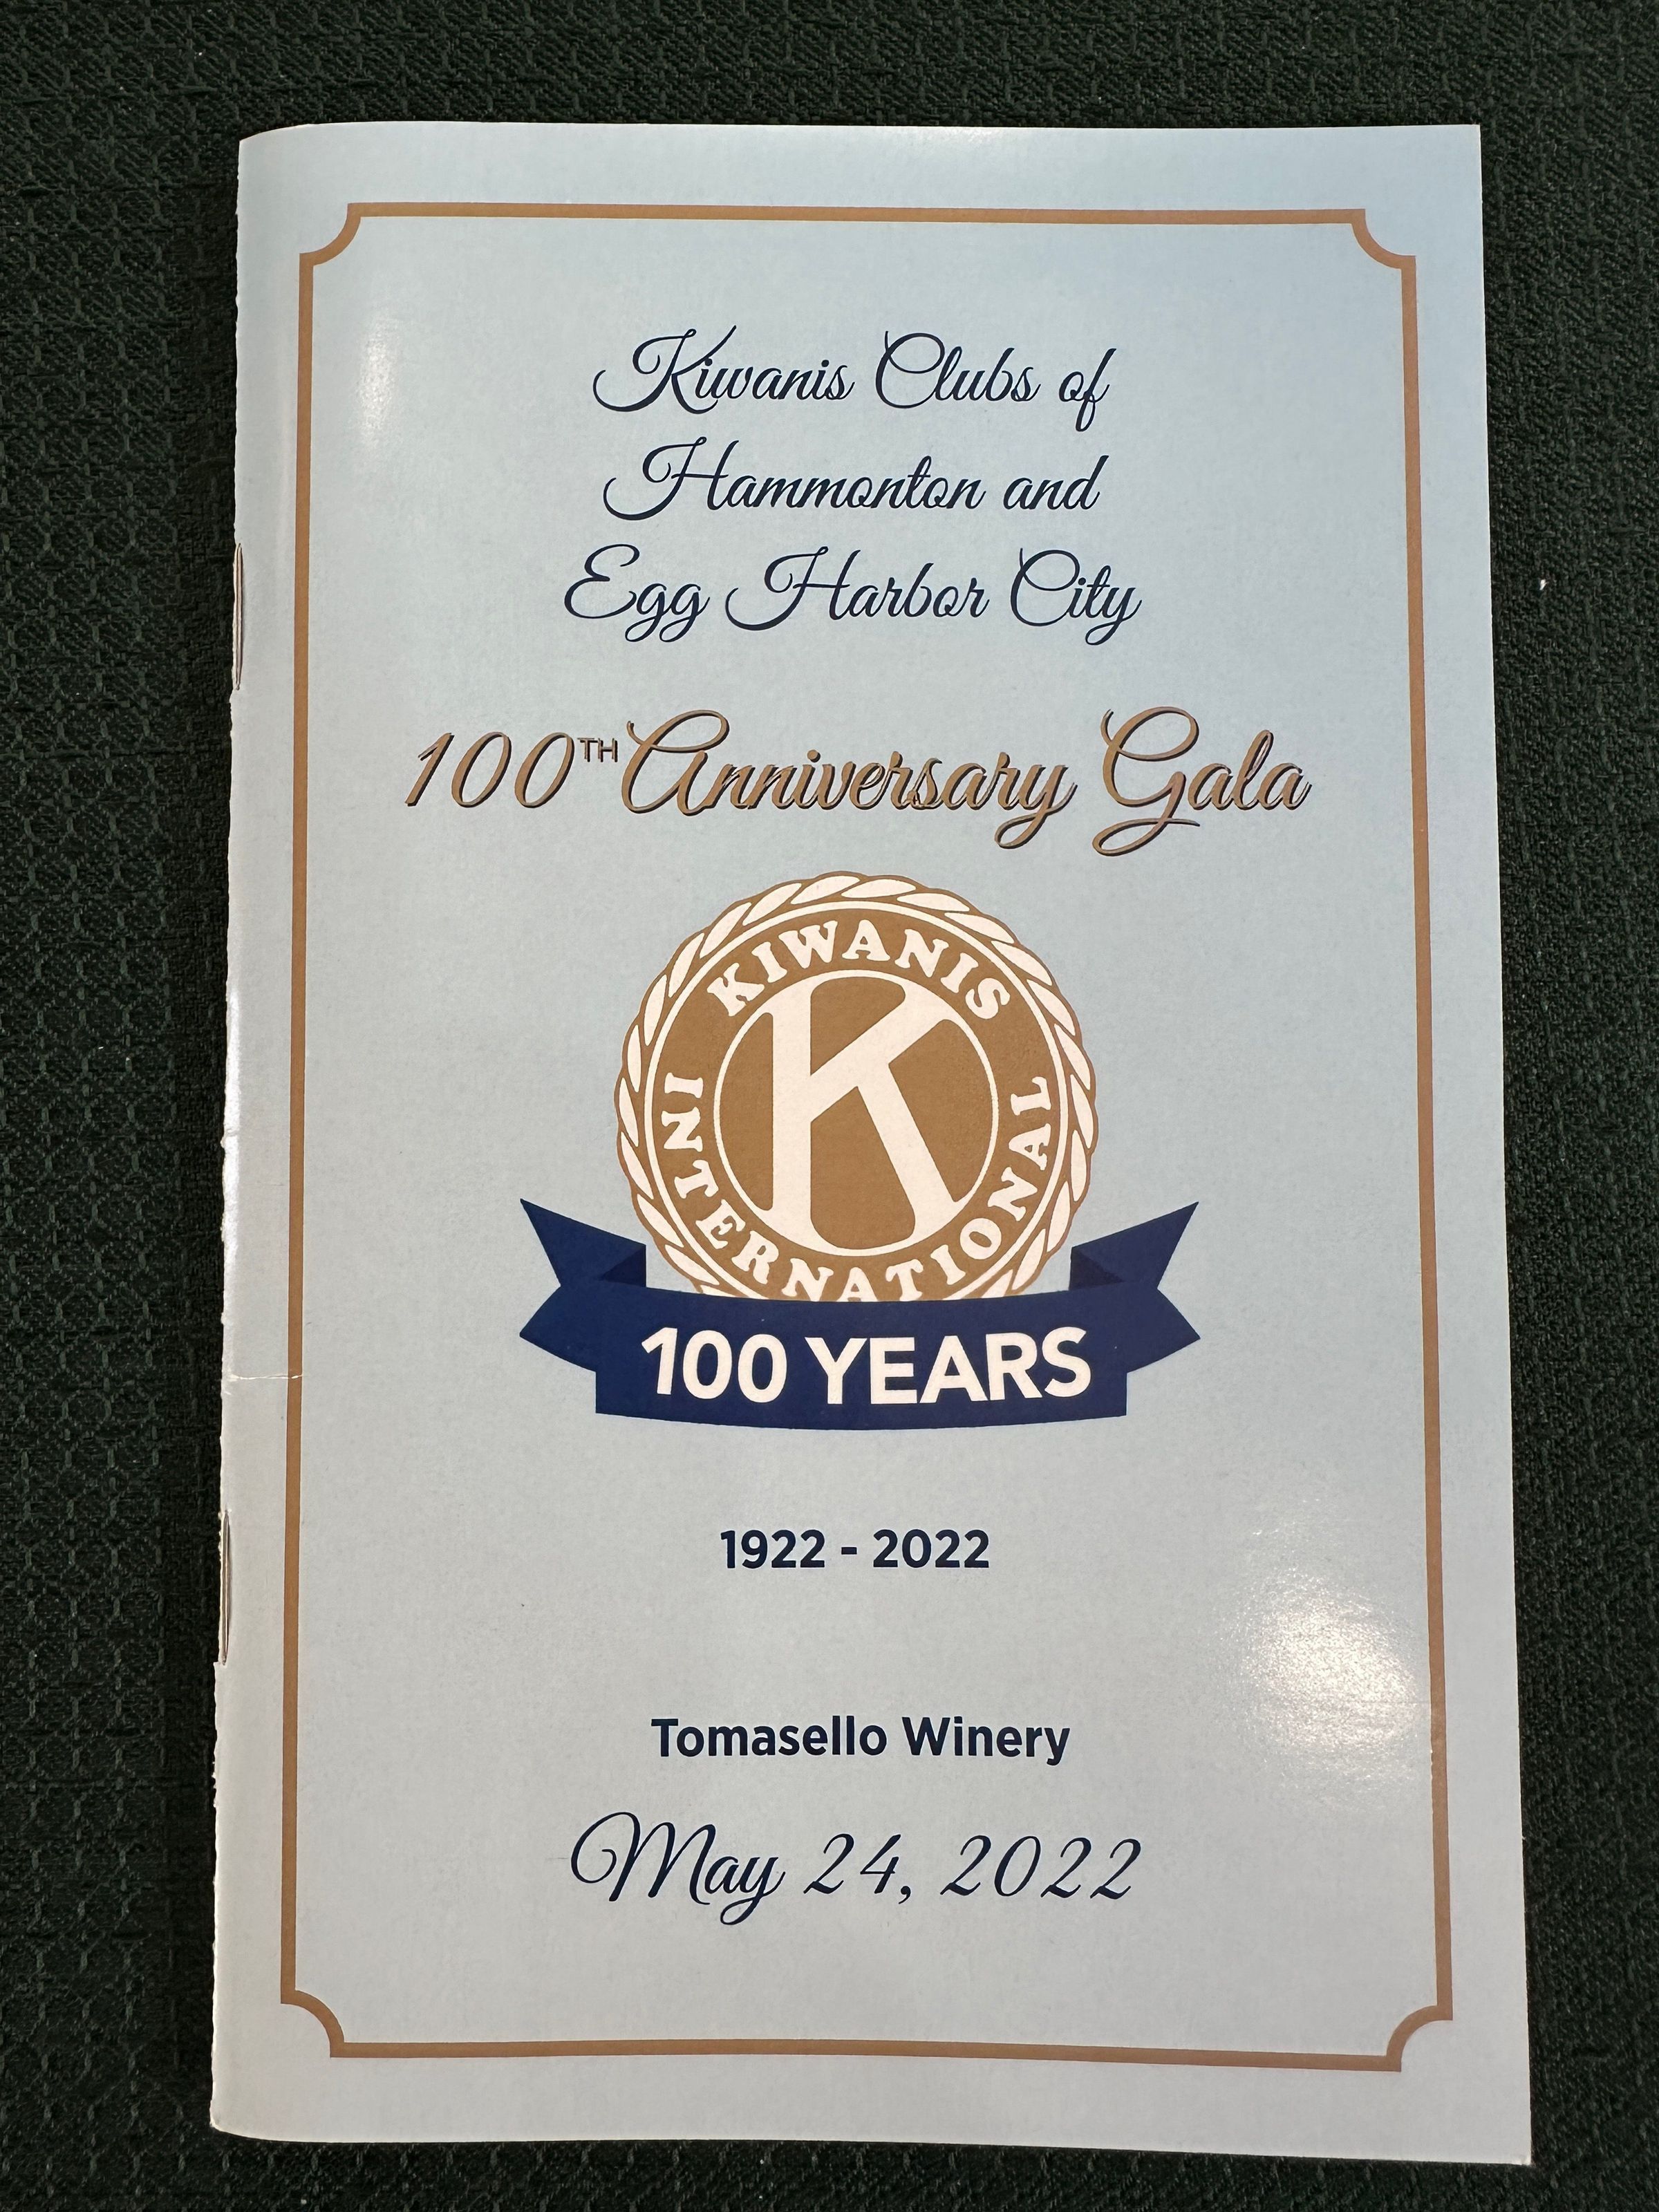 Kiwanis Clubs of
Hammonton and
Egg Harbor City
100TH Anniversary Gala
KIWANIS
INTERNATIONAL
K
100 YEARS
1922 - 2022
Tomasello Winery
May 24, 2022